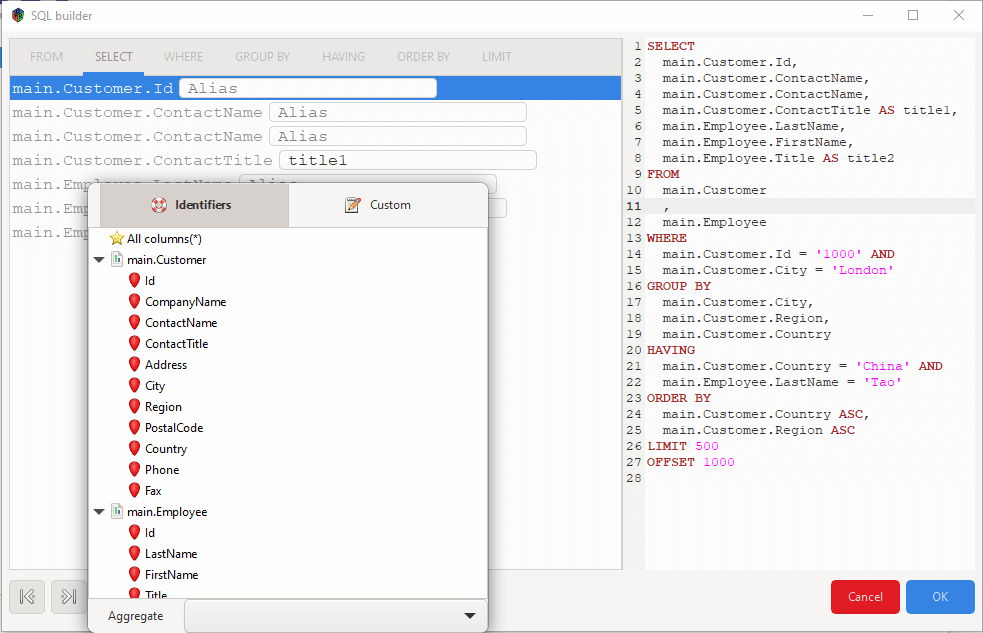 SQL builder
FROM SELECT WHERE GROUP BY HAVING ORDER BY LIMIT
main.Customer.Id Alias
main.Customer.ContactName Alias
main.Customer.ContactName Alias
main.Customer.ContactTitle title1
main.Employee.LastName Alias
main.Emp
main.Emp
Identifiers Custom
All columns(*)
main.Customer
Id
CompanyName
ContactName
ContactTitle
Address
City
Region
PostalCode
Country
Phone
Fax
main.Employee
Id
LastName
FirstName
Title
Aggregate
1 SELECT
2 main.Customer.Id,
3 main.Customer.ContactName,
4 main.Customer.ContactName,
5 main.Customer.ContactTitle AS title1,
6 main.Employee.LastName,
7 main.Employee.FirstName,
8 main.Employee.Title AS title2
9 FROM
10 main.Customer
11 ,
12 main.Employee
13 WHERE
14 main.Customer.Id = '1000' AND
15 main.Customer.City = 'London'
16 GROUP BY
17 main.Customer.City,
18 main.Customer.Region,
19 main.Customer.Country
20 HAVING
21 main.Customer.Country = 'China' AND
22 main.Employee.LastName = 'Tao'
23 ORDER BY
24 main.Customer.Country ASC,
25 main.Customer.Region ASC
26 LIMIT 500
27 OFFSET 1000
28
Cancel OK